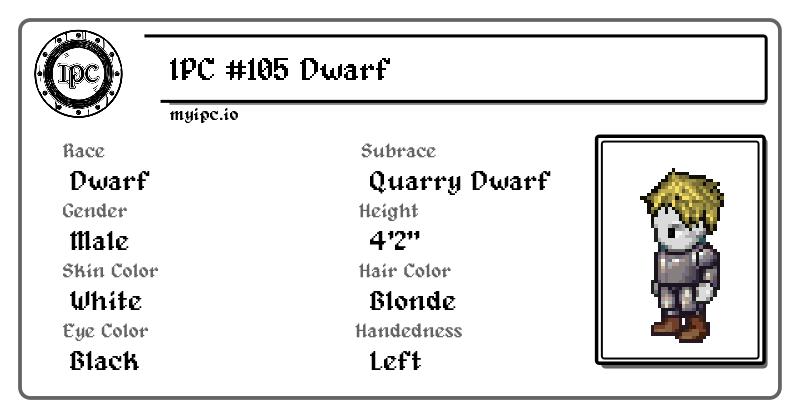 IPC
IPC #105 Dwarf
myipc.io
Race
Dwarf
Subrace
Quarry Dwarf
Gender
Male
Height
4'2"
Skin Color
White
Hair Color
Blonde
Eye Color
Black
Handedness
Left